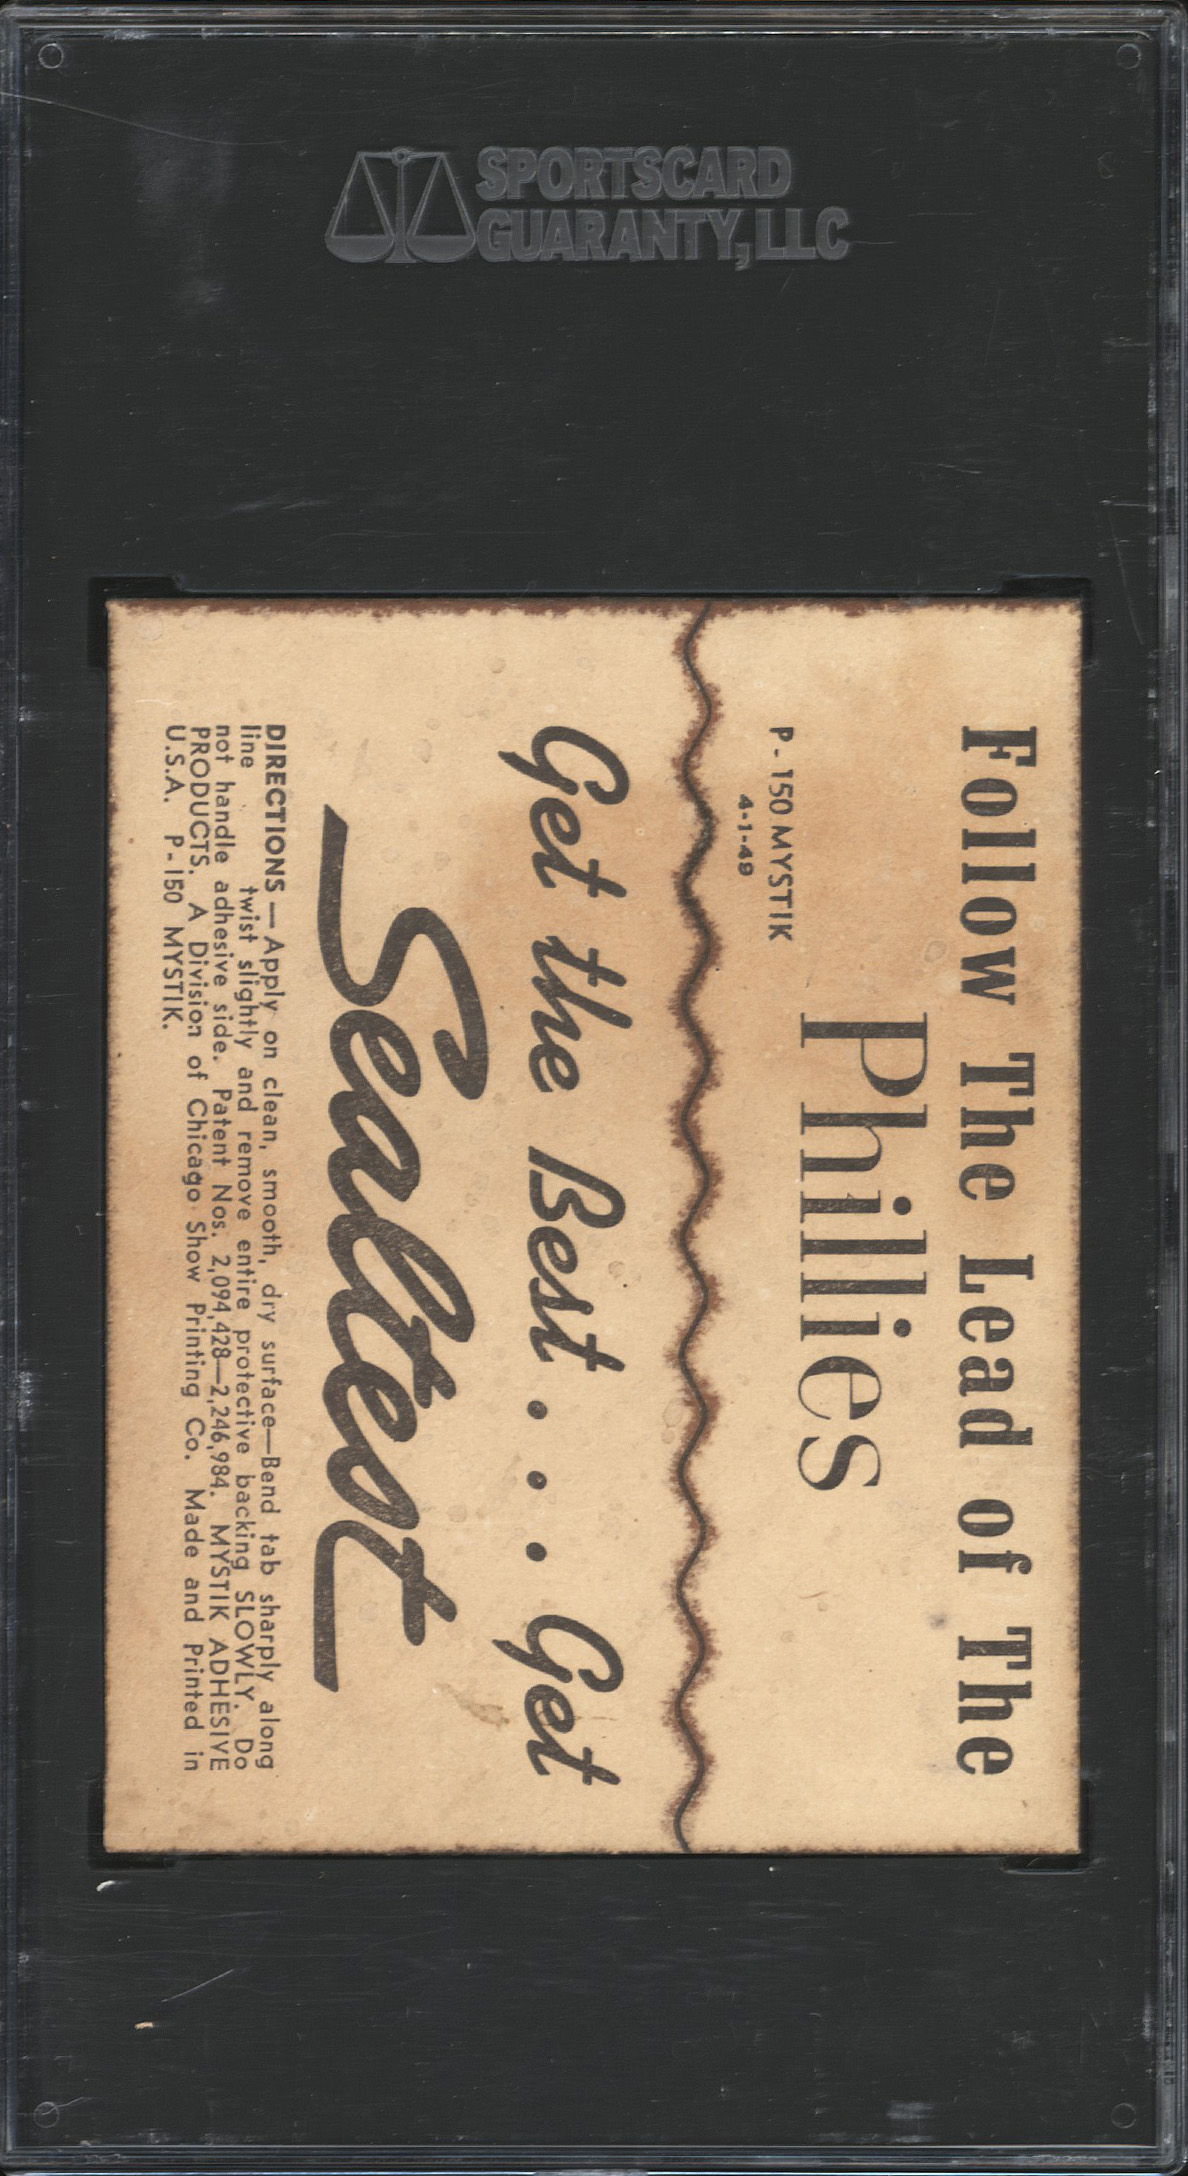 SPORTSCARD
GUARANTY, LLC
Follow The Lead of The
Phillies
P - 150 MYSTIK
4-1-49
Get the Best . . . Get
Sealtest
DIRECTIONS — Apply on clean, smooth, dry surface—Bend tab sharply along
line twist slightly and remove entire protective backing SLOWLY. Do
not handle adhesive side. Patent Nos. 2,094,428—2,246,984. MYSTIK ADHESIVE
PRODUCTS. A Division of Chicago Show Printing Co. Made and Printed in
U.S.A. P-150 MYSTIK.